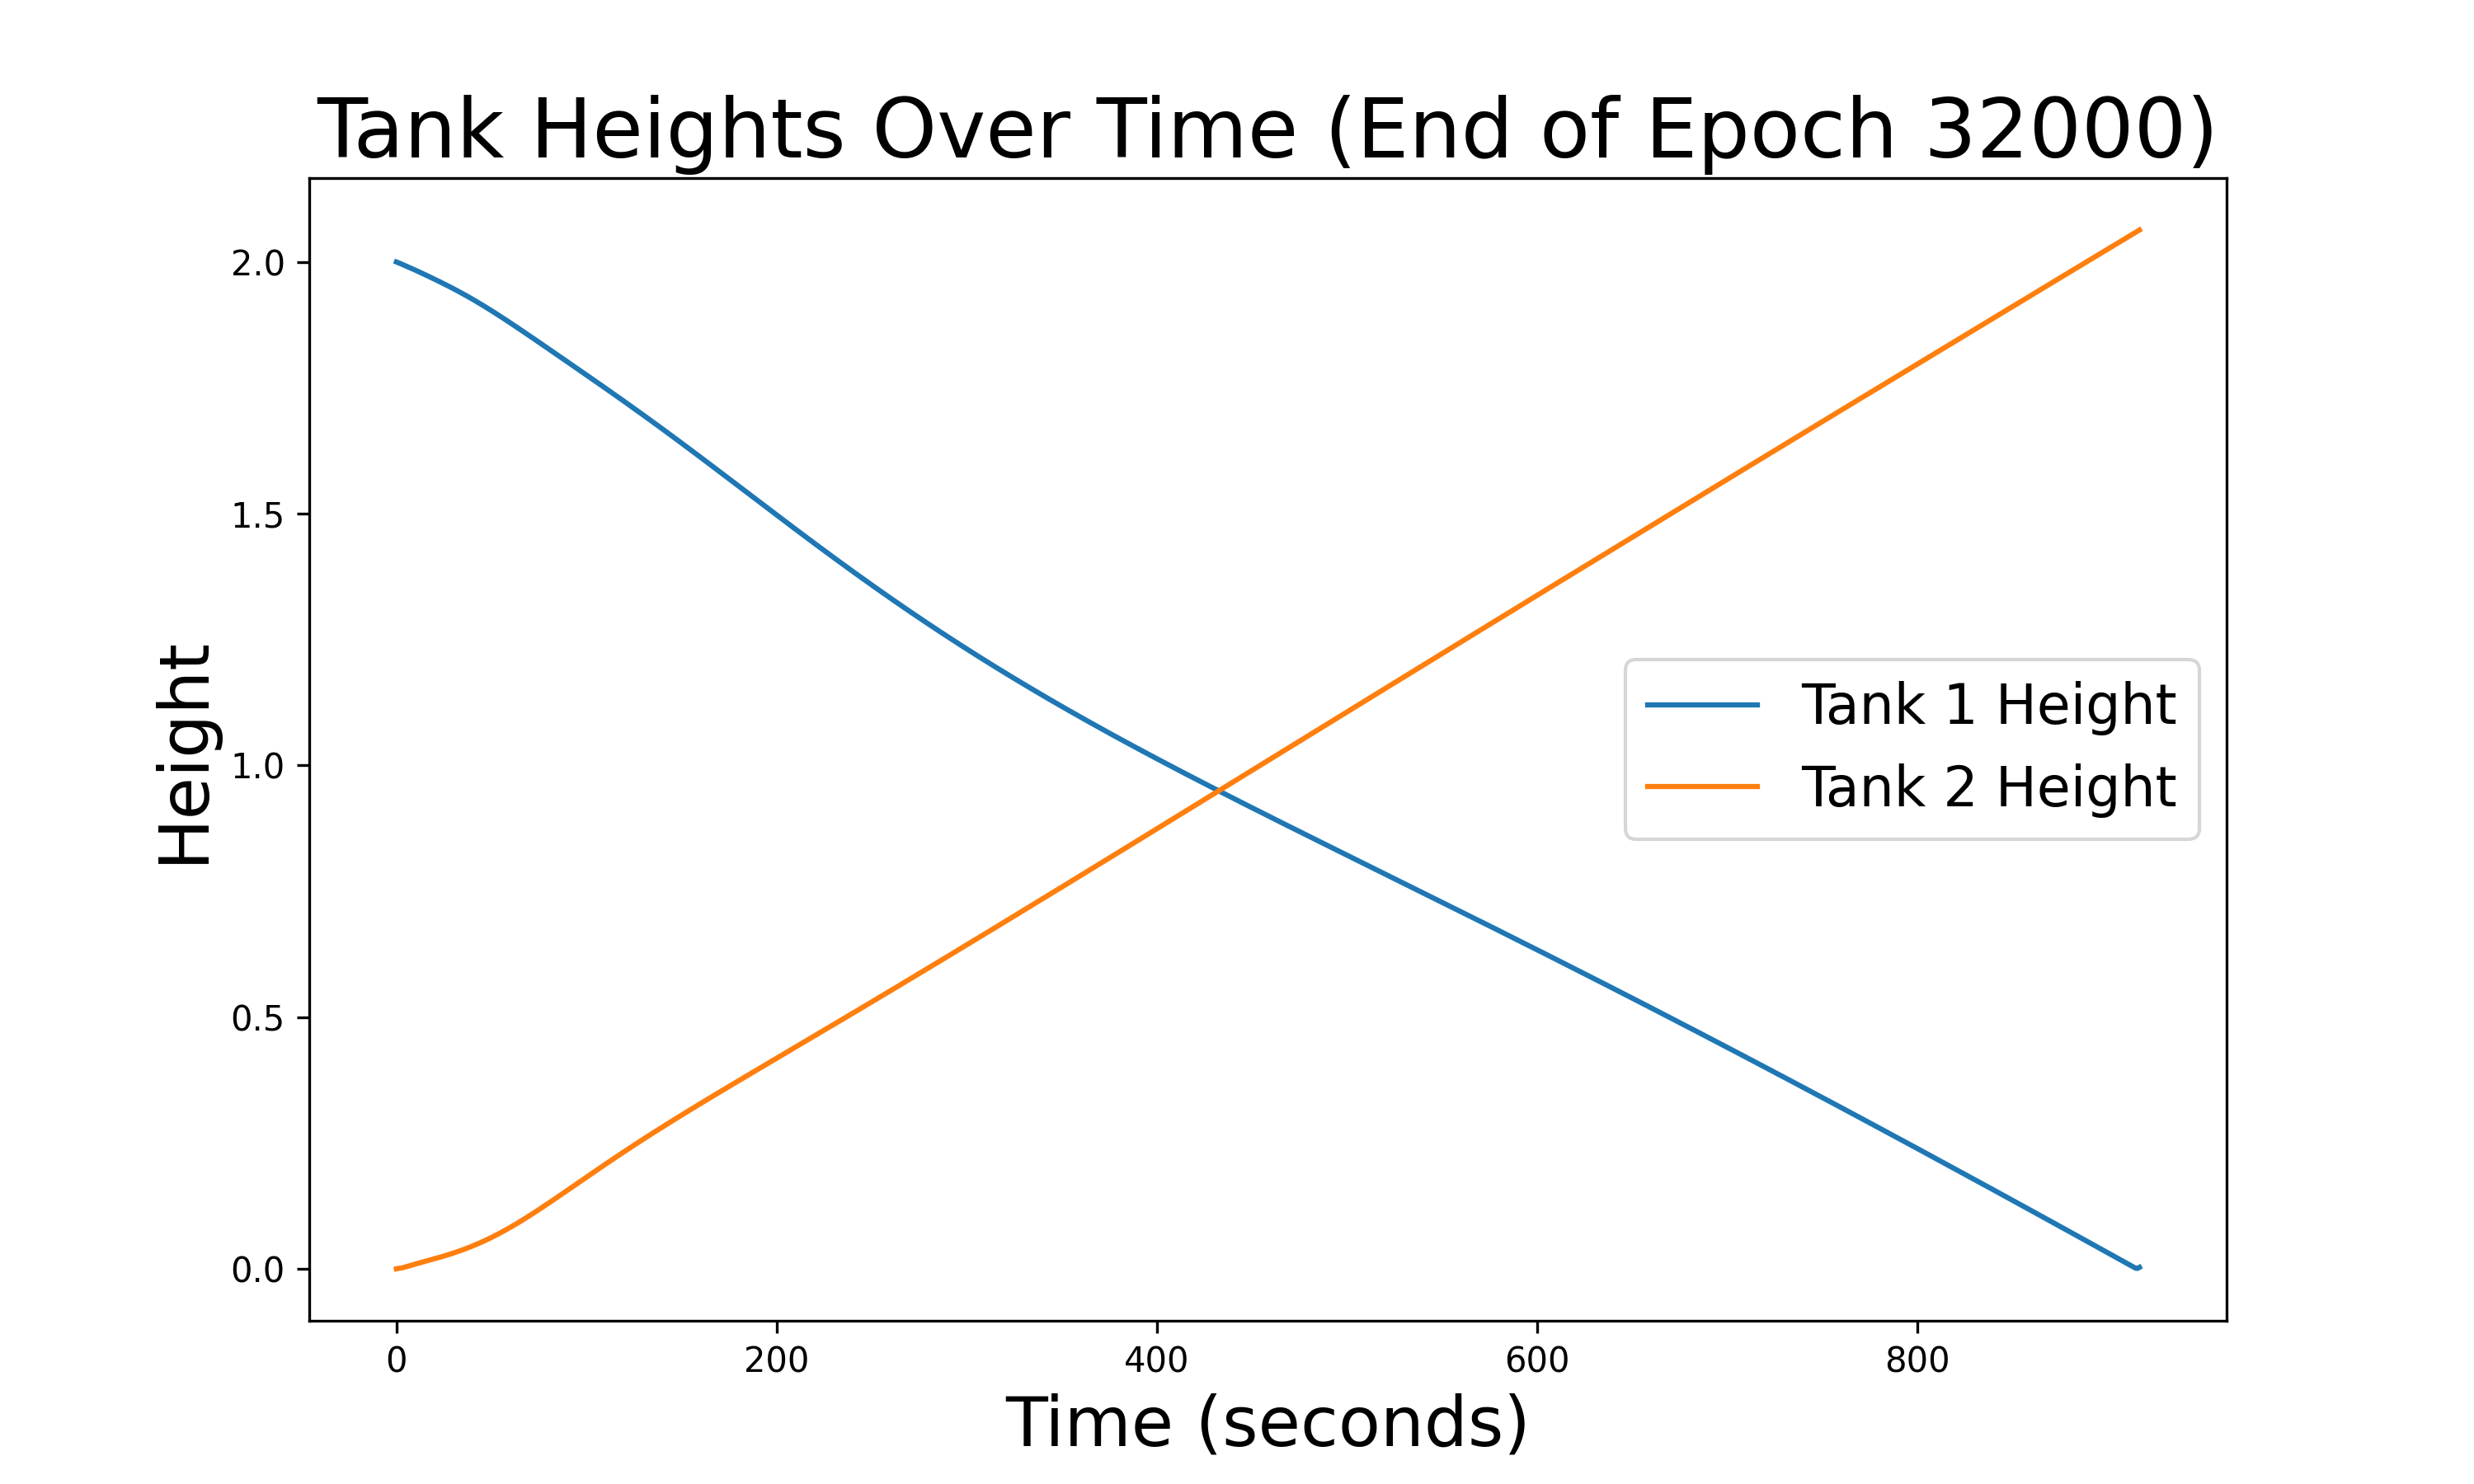 Tank Heights Over Time (End of Epoch 32000)
Height
2.0
1.5
1.0
0.5
0.0
Tank 1 Height
Tank 2 Height
0 200 400 600 800
Time (seconds)